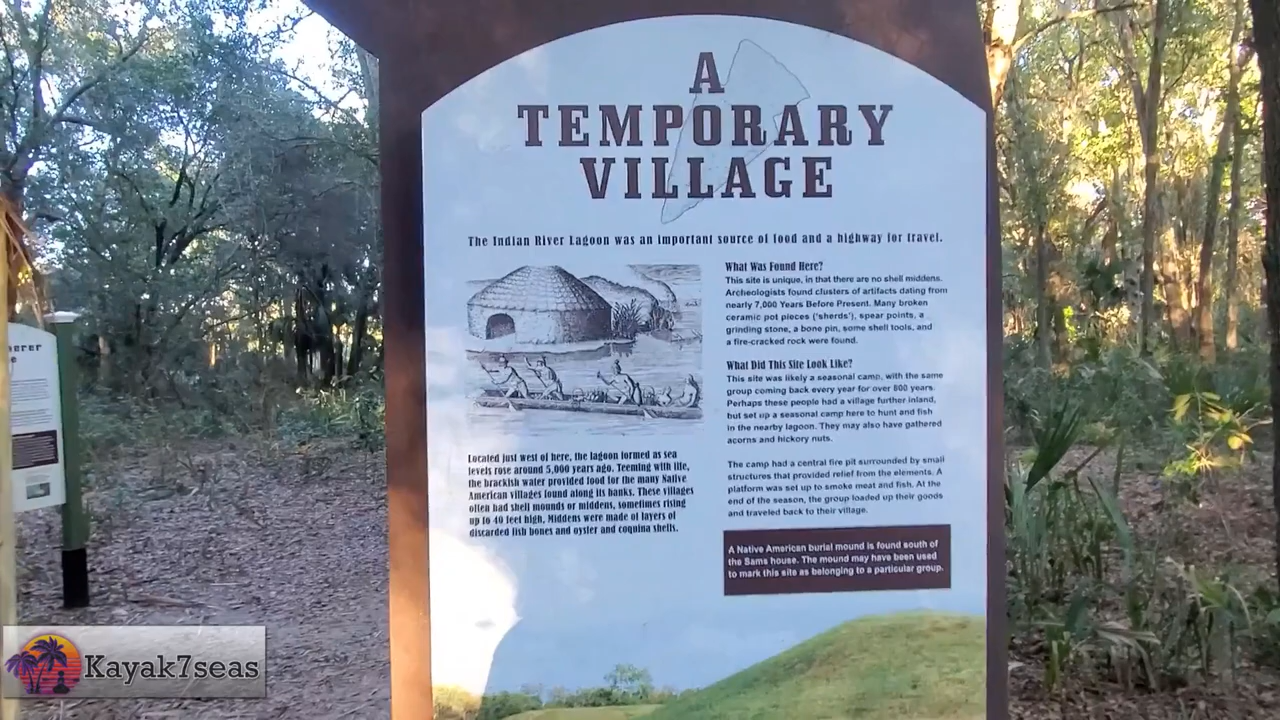 A
TEMPORARY
VILLAGE
The Indian River Lagoon was an important source of food and a highway for travel.
Located just west of here, the lagoon formed as sea
levels rose around 5,000 years ago. Teeming with life,
the brackish water provided food for the many Native
American villages found along its banks. These villages
often had shell mounds or middens, sometimes rising
up to 40 feet high. Middens were made of layers of
discarded fish bones and oyster and coquina shells.
What Was Found Here?
This site is unique, in that there are no shell middens.
Archeologists found clusters of artifacts dating from
nearly 7,000 Years Before Present. Many broken
ceramic pot pieces ('sherds'), spear points, a
grinding stone, a bone pin, some shell tools, and
a fire-cracked rock were found.
What Did This Site Look Like?
This site was likely a seasonal camp, with the same
group coming back every year for over 800 years.
Perhaps these people had a village further inland,
but set up a seasonal camp here to hunt and fish
in the nearby lagoon. They may also have gathered
acorns and hickory nuts.
The camp had a central fire pit surrounded by small
structures that provided relief from the elements. A
platform was set up to smoke meat and fish. At the
end of the season, the group loaded up their goods
and traveled back to their village.
A Native American burial mound is found south of
the Sams house. The mound may have been used
to mark this site as belonging to a particular group.
Kayak7seas